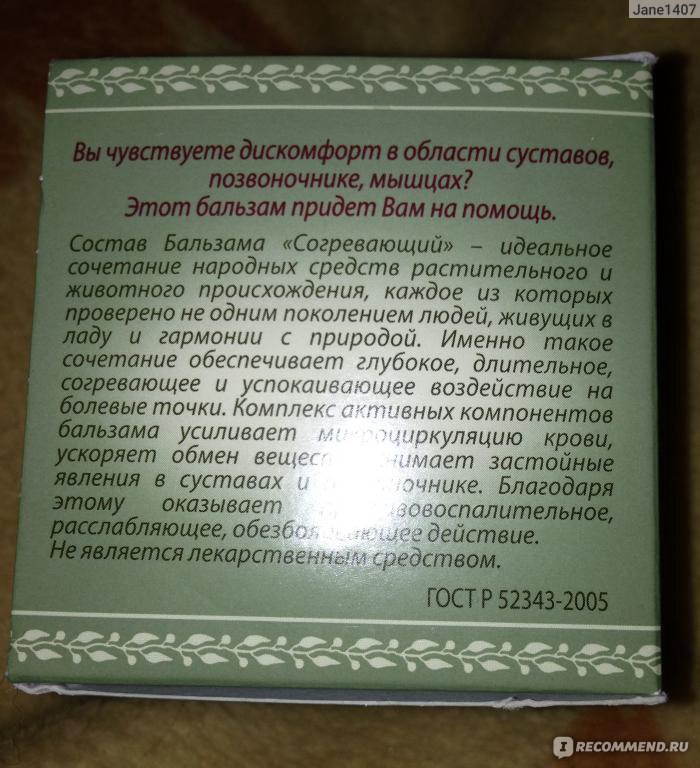 Jane1407
Вы чувствуете дискомфорт в области суставов,
позвоночнике, мышцах?
Этот бальзам придет Вам на помощь.
Состав Бальзама «Согревающий» – идеальное
сочетание народных средств растительного и
животного происхождения, каждое из которых
проверено не одним поколением людей, живущих в
ладу и гармонии с природой. Именно такое
сочетание обеспечивает глубокое, длительное,
согревающее и успокаивающее воздействие на
болевые точки. Комплекс активных компонентов
бальзама усиливает микроциркуляцию крови,
ускоряет обмен застойные
явления в суставах и Благодаря
этому оказывает
расслабляющее, обезболивающее действие.
Не является лекарственным средством.
ГОСТ Р 52343-2005
IRECOMMEND.RU